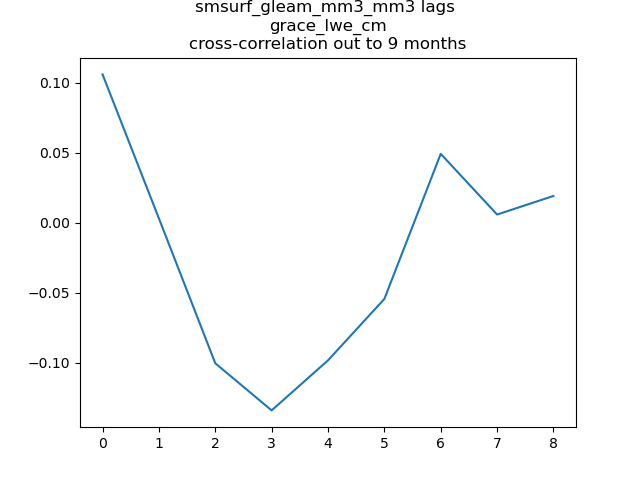 smsurf_gleam_mm3_mm3 lags
grace_lwe_cm
cross-correlation out to 9 months
0.10
0.05
0.00
−0.05
−0.10
0 1 2 3 4 5 6 7 8